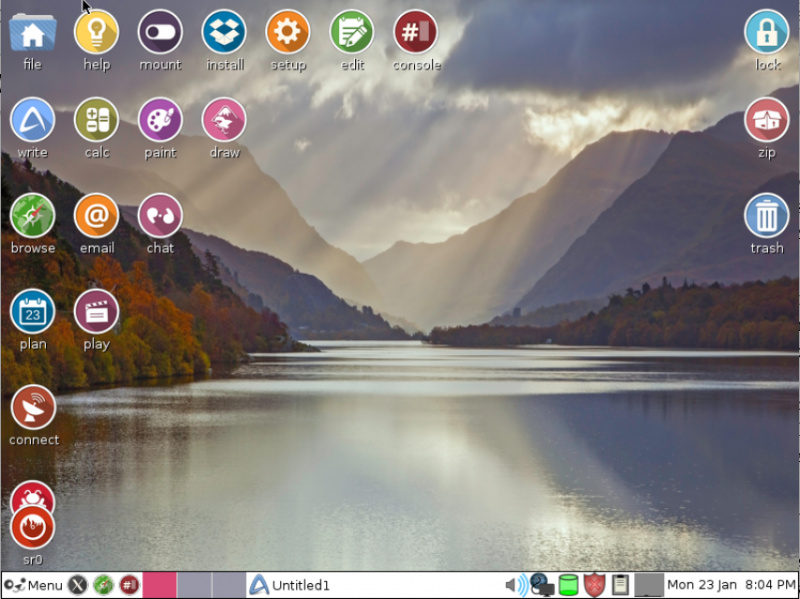 file help mount install setup edit console lock
write calc paint draw zip
browse email chat trash
23
plan play
connect
sr0
Menu X # Untitled1 Mon 23 Jan 8:04 PM